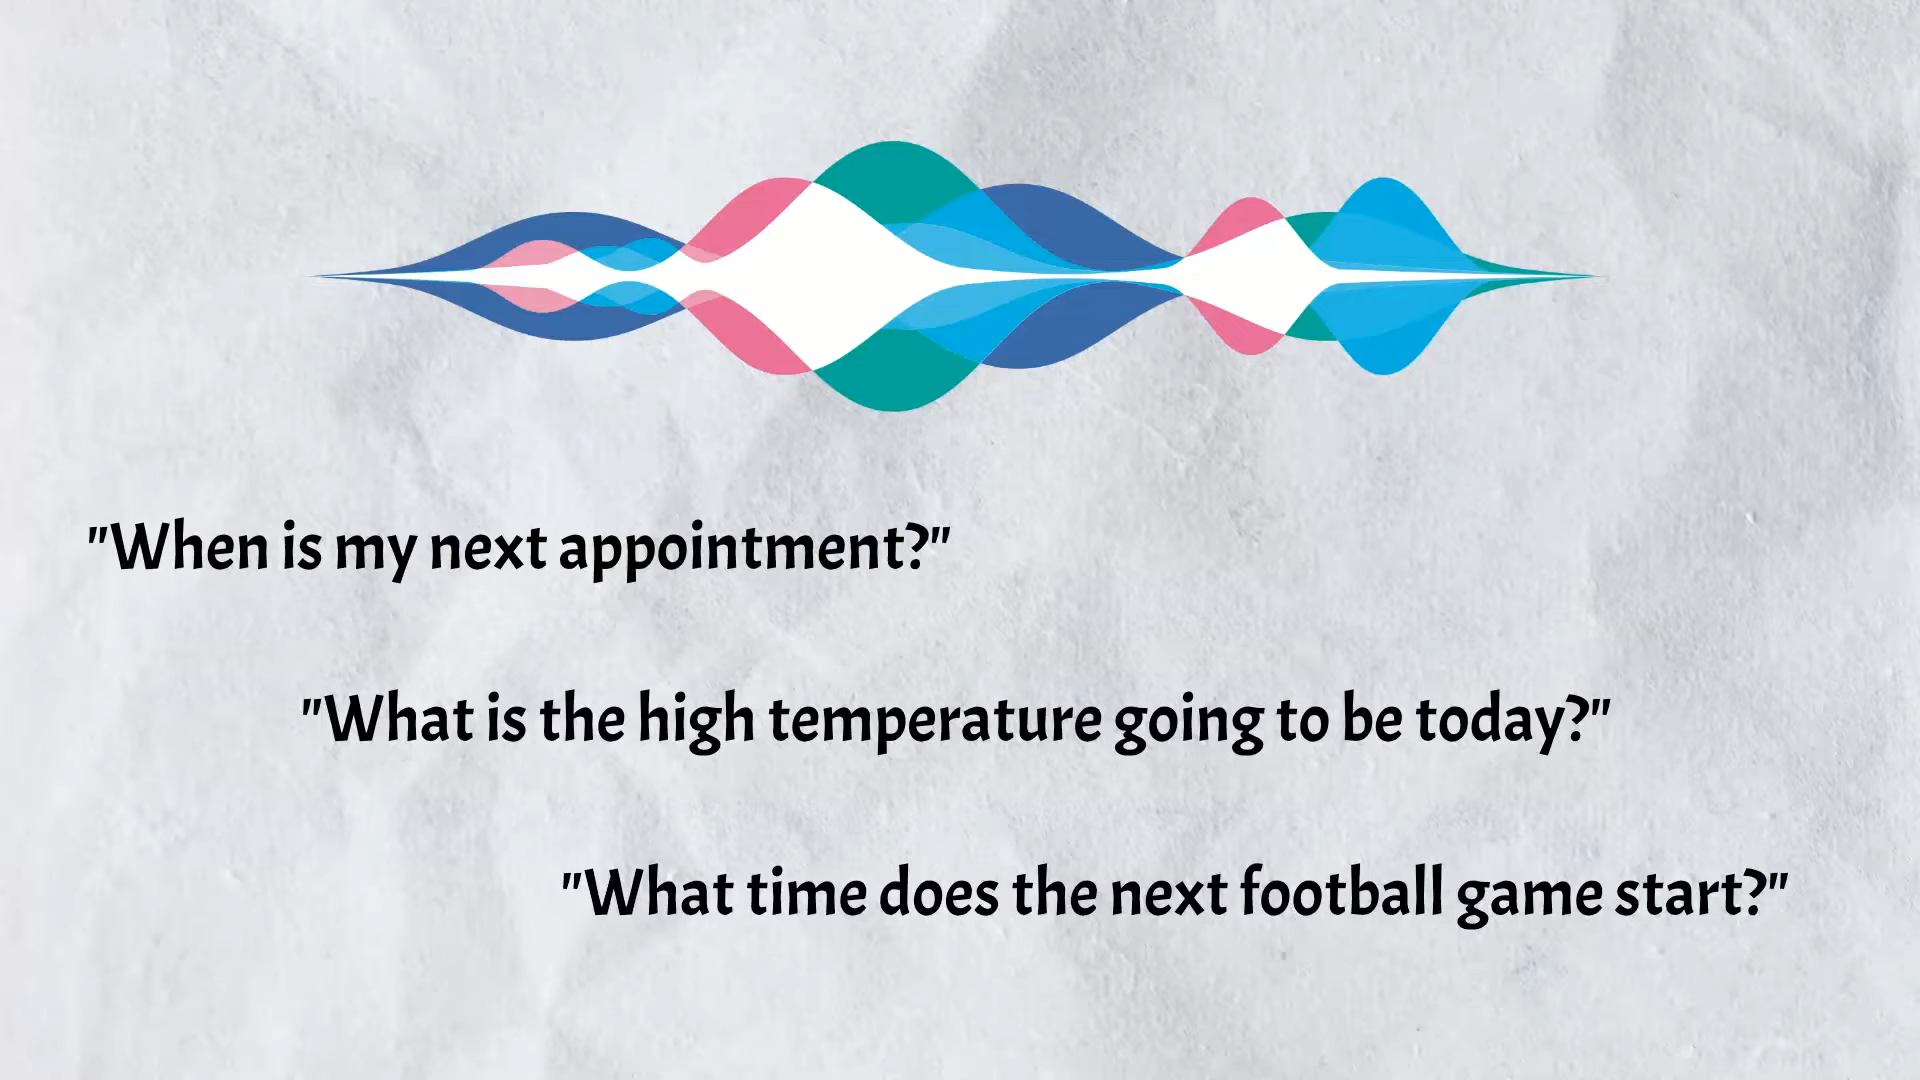 "When is my next appointment?"
"What is the high temperature going to be today?"
"What time does the next football game start?"